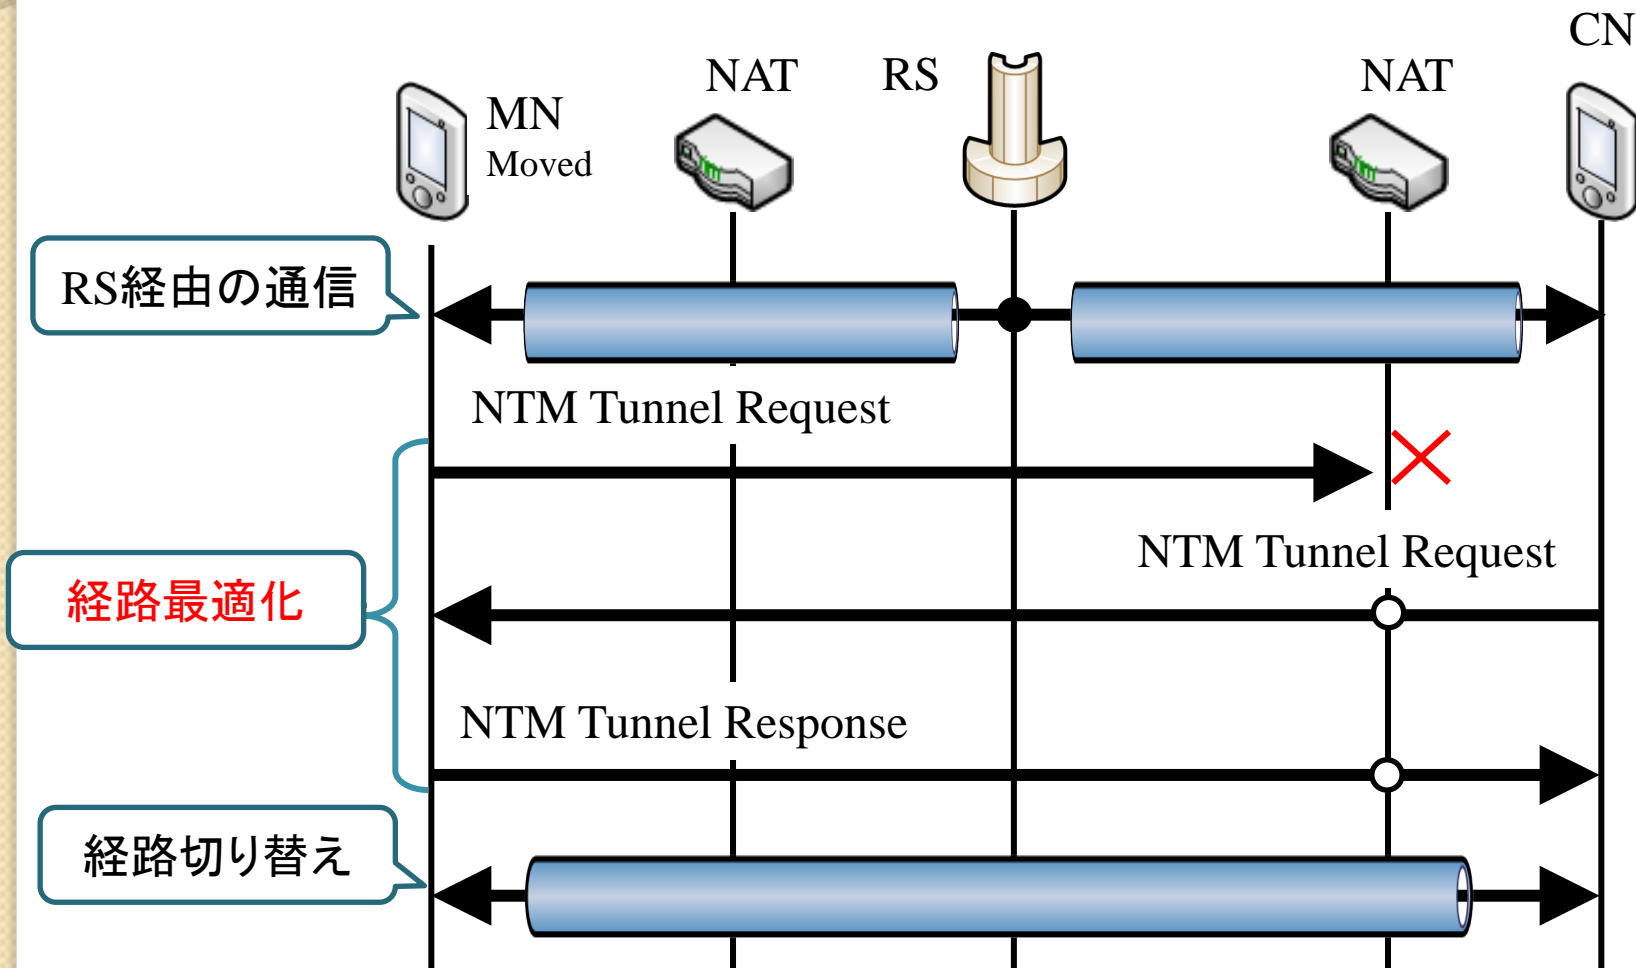 CN
NAT
RS
NAT
MN
Moved
RS経由の通信
NTM Tunnel Request
NTM Tunnel Request
経路最適化
NTM Tunnel Response
経路切り替え